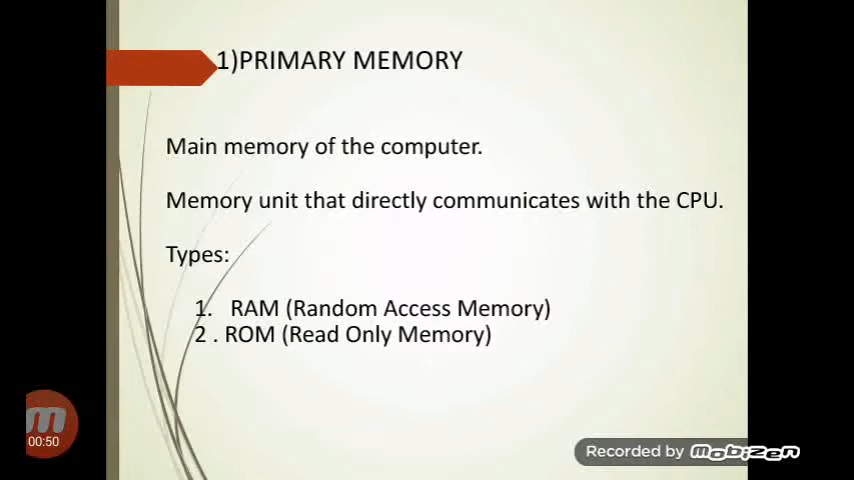 1)PRIMARY MEMORY
Main memory of the computer.
Memory unit that directly communicates with the CPU.
Types:
1. RAM (Random Access Memory)
2 . ROM (Read Only Memory)
00:50
Recorded by mobizen